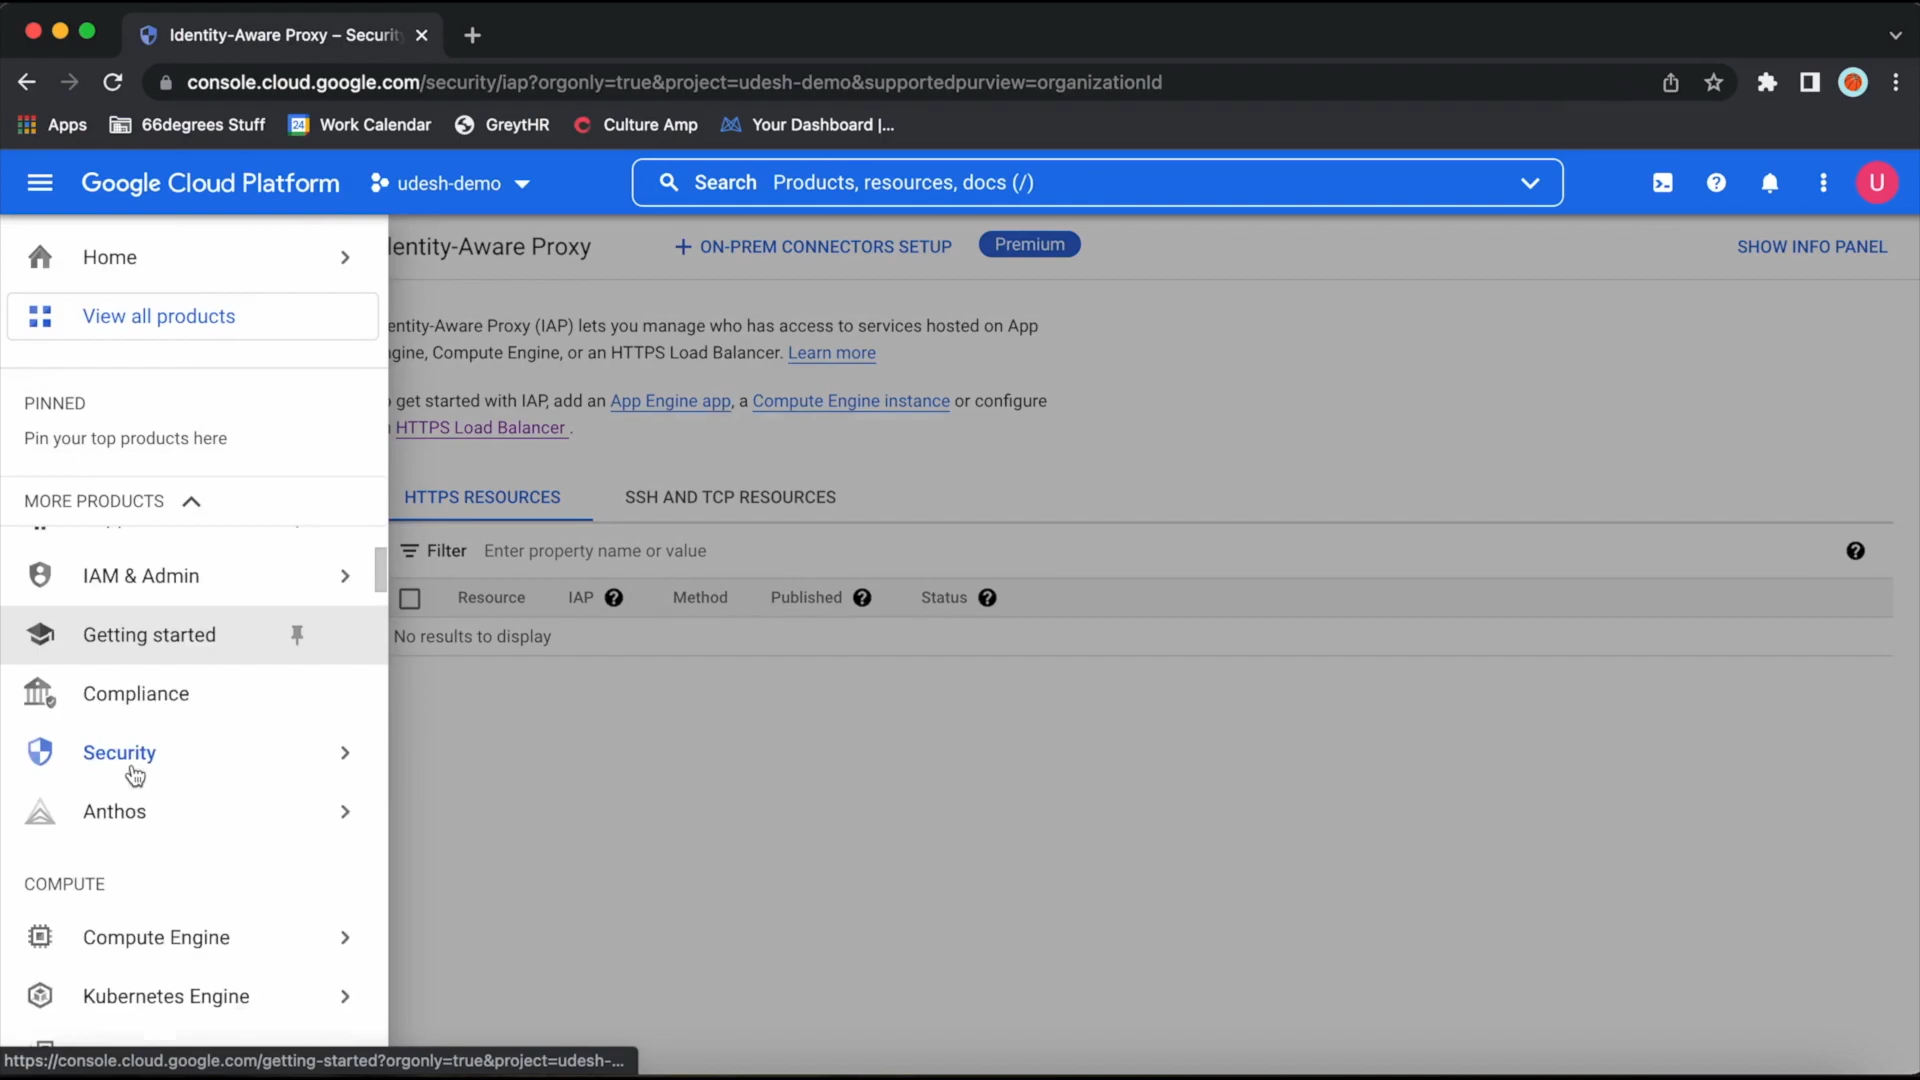 Identity-Aware Proxy – Securit
console.cloud.google.com/security/iap?orgonly=true&project=udesh-demo&supportedpurview=organizationId
Apps 66degrees Stuff 24 Work Calendar GreytHR Culture Amp Your Dashboard |...
Google Cloud Platform udesh-demo Search Products, resources, docs (/) U
Home
View all products
PINNED
Pin your top products here
MORE PRODUCTS
IAM & Admin
Getting started
Compliance
Security
Anthos
COMPUTE
Compute Engine
Kubernetes Engine
dentity-Aware Proxy + ON-PREM CONNECTORS SETUP Premium SHOW INFO PANEL
entity-Aware Proxy (IAP) lets you manage who has access to services hosted on App
gine, Compute Engine, or an HTTPS Load Balancer. Learn more
get started with IAP, add an App Engine app, a Compute Engine instance or configure
HTTPS Load Balancer .
HTTPS RESOURCES SSH AND TCP RESOURCES
Filter Enter property name or value
Resource IAP Method Published Status
No results to display
https://console.cloud.google.com/getting-started?orgonly=true&project=udesh-...